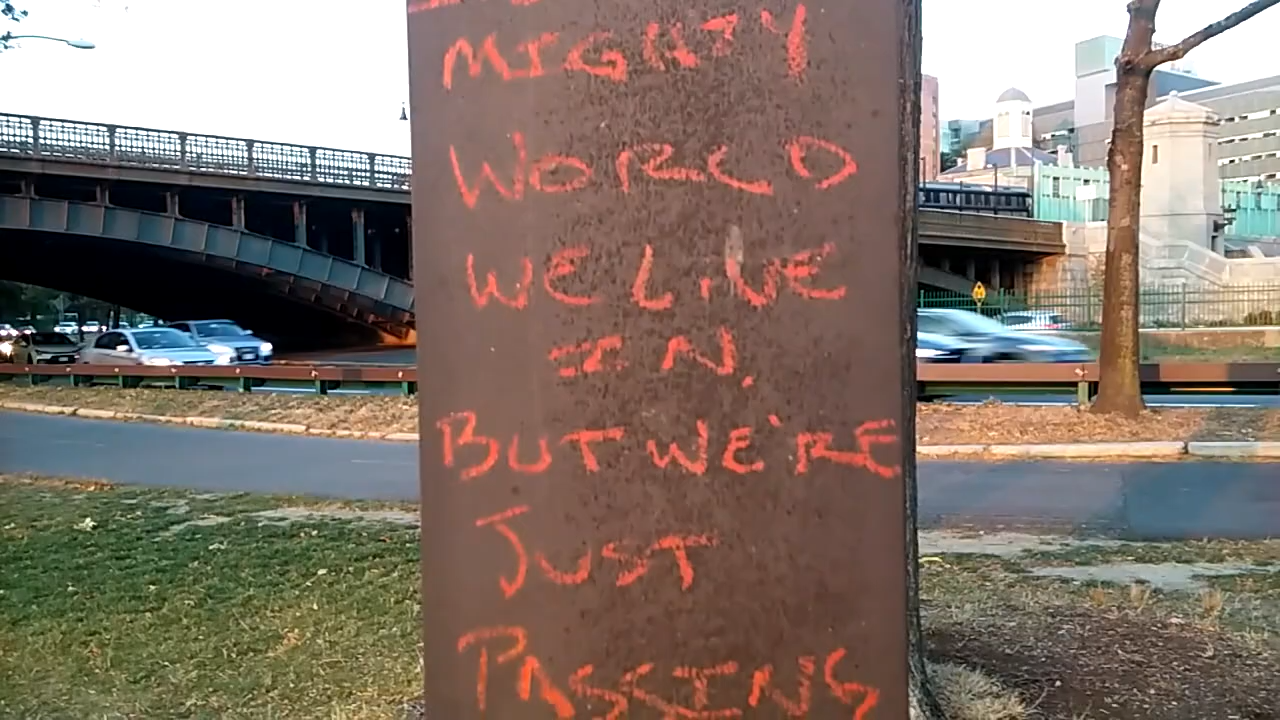 MIGHTY
WORLD
WE LIVE
IN,
BUT WE'RE
JUST
PASSING